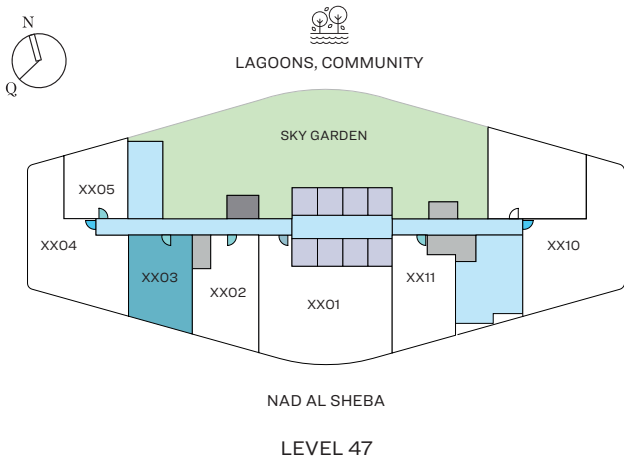 N
Q
LAGOONS, COMMUNITY
SKY GARDEN
XX05
XX04
XX10
XX03
XX02
XX01
XX11
NAD AL SHEBA
LEVEL 47